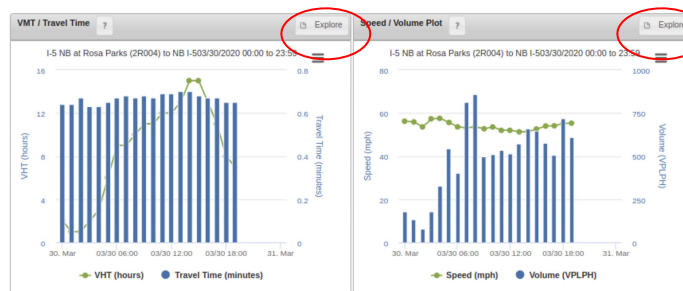 VMT / Travel Time
?
Explore
I-5 NB at Rosa Parks (2R004) to NB I-503/30/2020 00:00 to 23:59
16
12
8
4
0
VHT (hours)
0.8
0.6
0.4
0.2
0
Travel Time (minutes)
30. Mar
03/30 06:00
03/30 12:00
03/30 18:00
31. Mar
VHT (hours)
Travel Time (minutes)
Speed / Volume Plot
?
Explore
I-5 NB at Rosa Parks (2R004) to NB I-503/30/2020 00:00 to 23:59
80
60
40
20
0
Speed (mph)
1000
750
500
250
0
Volume (VPLPH)
30. Mar
03/30 06:00
03/30 12:00
03/30 18:00
31. Mar
Speed (mph)
Volume (VPLPH)